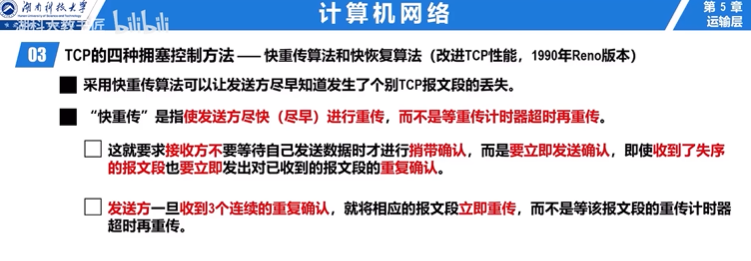 湖南科技大学
Hunan University of Science and Technology
计算机网络
第 5 章
运输层
湖科大教书匠 bilibili
03 TCP的四种拥塞控制方法 — 快重传算法和快恢复算法（改进TCP性能，1990年Reno版本）
采用快重传算法可以让发送方尽早知道发生了个别TCP报文段的丢失。
“快重传”是指使发送方尽快（尽早）进行重传，而不是等重传计时器超时再重传。
这就要求接收方不要等待自己发送数据时才进行捎带确认，而是要立即发送确认，即使收到了失序
的报文段也要立即发出对已收到的报文段的重复确认。
发送方一旦收到3个连续的重复确认，就将相应的报文段立即重传，而不是等该报文段的重传计时器
超时再重传。